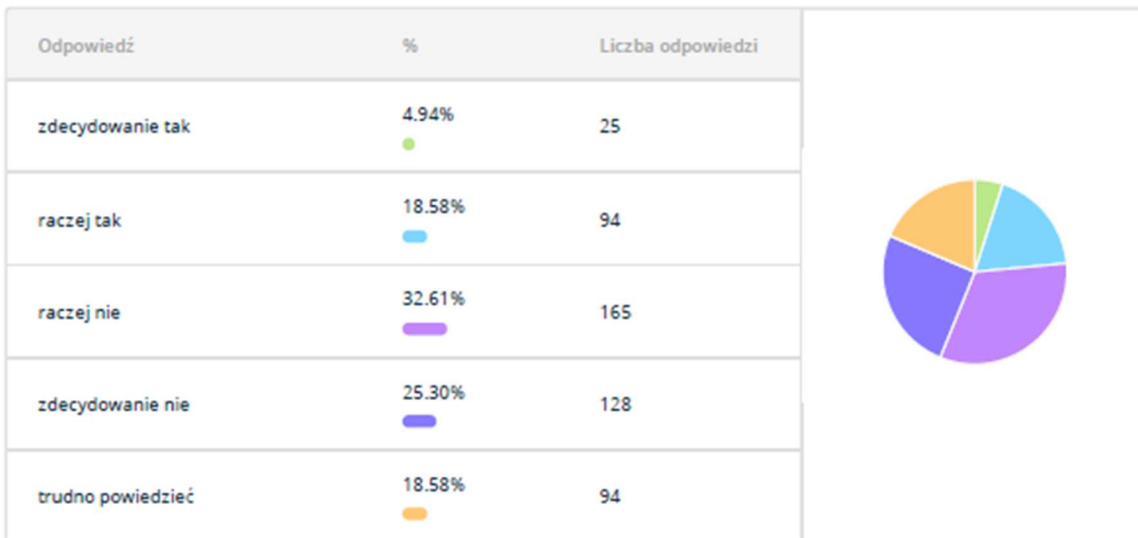 Odpowiedź % Liczba odpowiedzi
zdecydowanie tak 4.94% 25
raczej tak 18.58% 94
raczej nie 32.61% 165
zdecydowanie nie 25.30% 128
trudno powiedzieć 18.58% 94